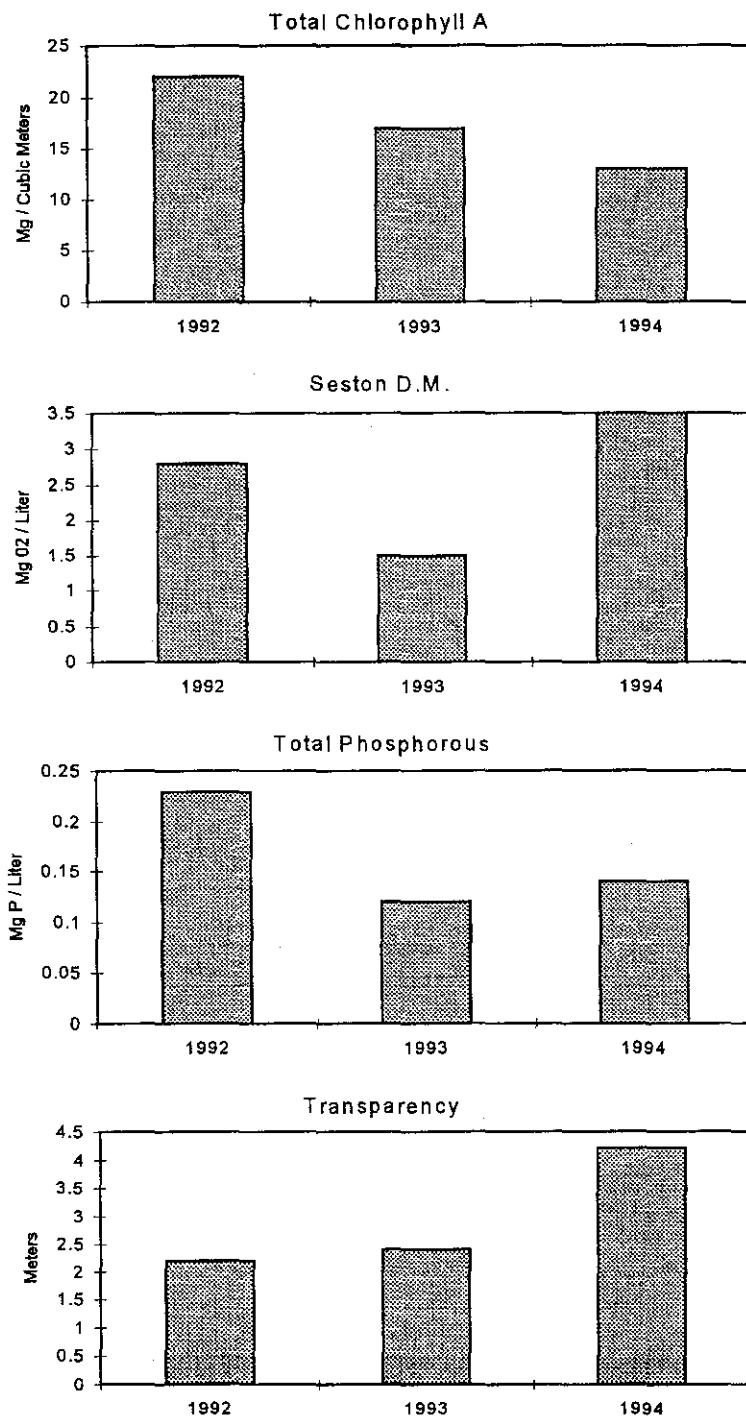 Total Chlorophyll A
Mg / Cubic Meters
25
20
15
10
5
0
1992 1993 1994
Seston D.M.
Mg 02 / Liter
3.5
3
2.5
2
1.5
1
0.5
0
1992 1993 1994
Total Phosphorous
Mg P / Liter
0.25
0.2
0.15
0.1
0.05
0
1992 1993 1994
Transparency
Meters
4.5
4
3.5
3
2.5
2
1.5
1
0.5
0
1992 1993 1994